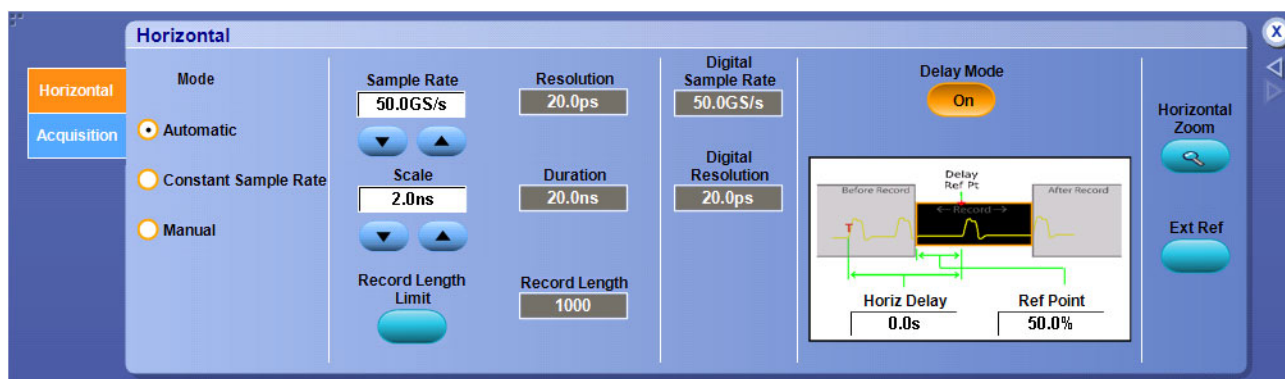 Horizontal
Horizontal
Acquisition
Mode
Automatic
Constant Sample Rate
Manual
Sample Rate
50.0GS/s
Scale
2.0ns
Record Length
Limit
Resolution
20.0ps
Duration
20.0ns
Record Length
1000
Digital
Sample Rate
50.0GS/s
Digital
Resolution
20.0ps
Delay Mode
On
Delay
Ref Pt
Before Record
After Record
←Record→
T
Horiz Delay
0.0s
Ref Point
50.0%
Horizontal
Zoom
Ext Ref
X